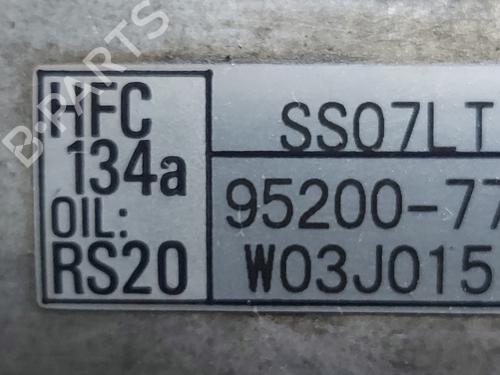 HFC
134a
OIL:
RS20
SS07LT
95200-77
W03J015
B-PARTS